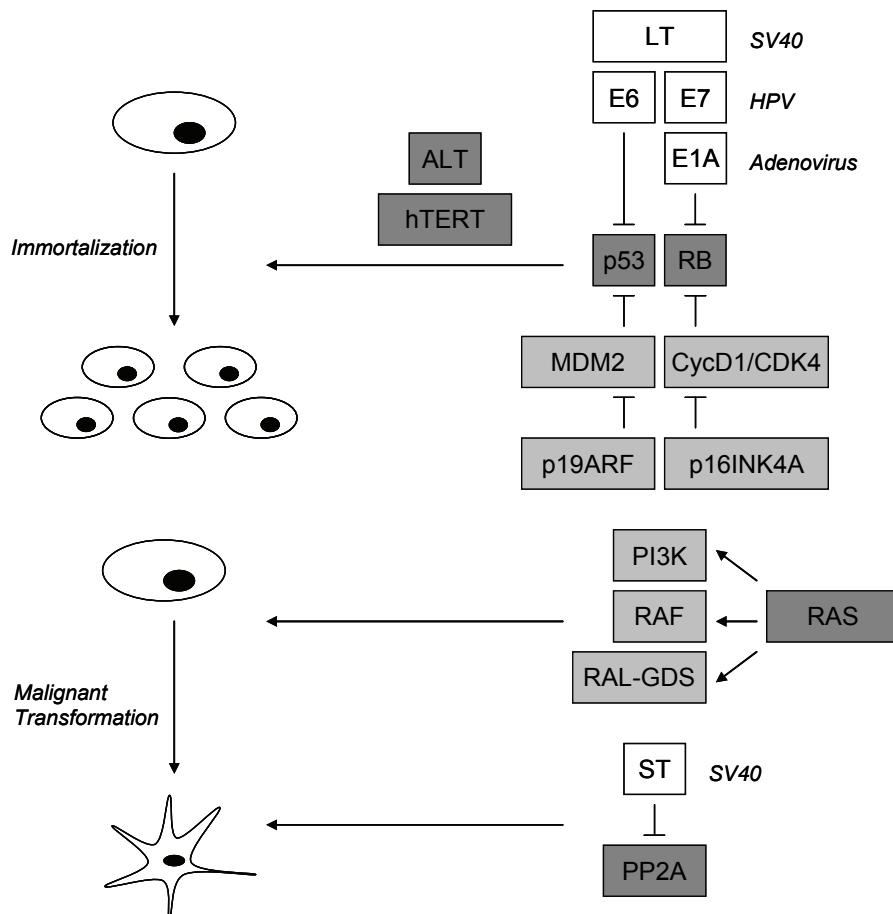 LT SV40
E6 E7 HPV
ALT E1A Adenovirus
hTERT
Immortalization p53 RB
MDM2 CycD1/CDK4
p19ARF p16INK4A
PI3K
RAF RAS
RAL-GDS
Malignant
Transformation
ST SV40
PP2A